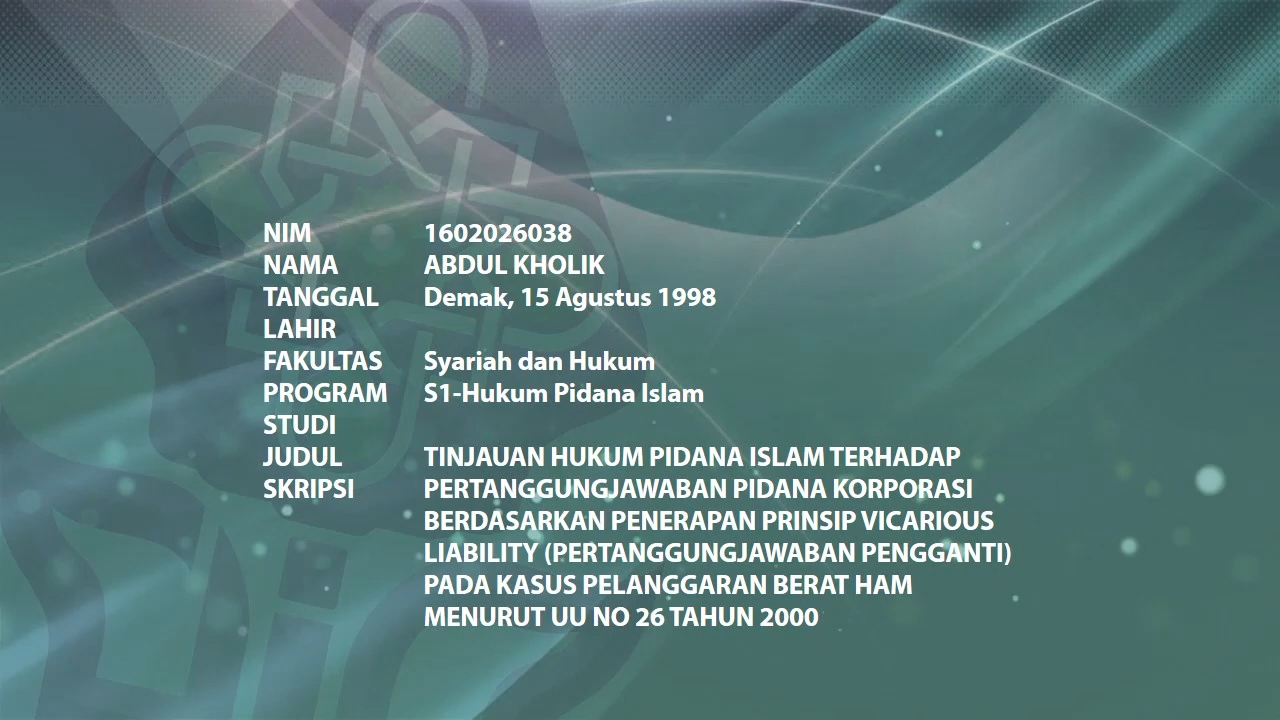 NIM 1602026038
NAMA ABDUL KHOLIK
TANGGAL Demak, 15 Agustus 1998
LAHIR
FAKULTAS Syariah dan Hukum
PROGRAM S1-Hukum Pidana Islam
STUDI
JUDUL TINJAUAN HUKUM PIDANA ISLAM TERHADAP
SKRIPSI PERTANGGUNGJAWABAN PIDANA KORPORASI
BERDASARKAN PENERAPAN PRINSIP VICARIOUS
LIABILITY (PERTANGGUNGJAWABAN PENGGANTI)
PADA KASUS PELANGGARAN BERAT HAM
MENURUT UU NO 26 TAHUN 2000